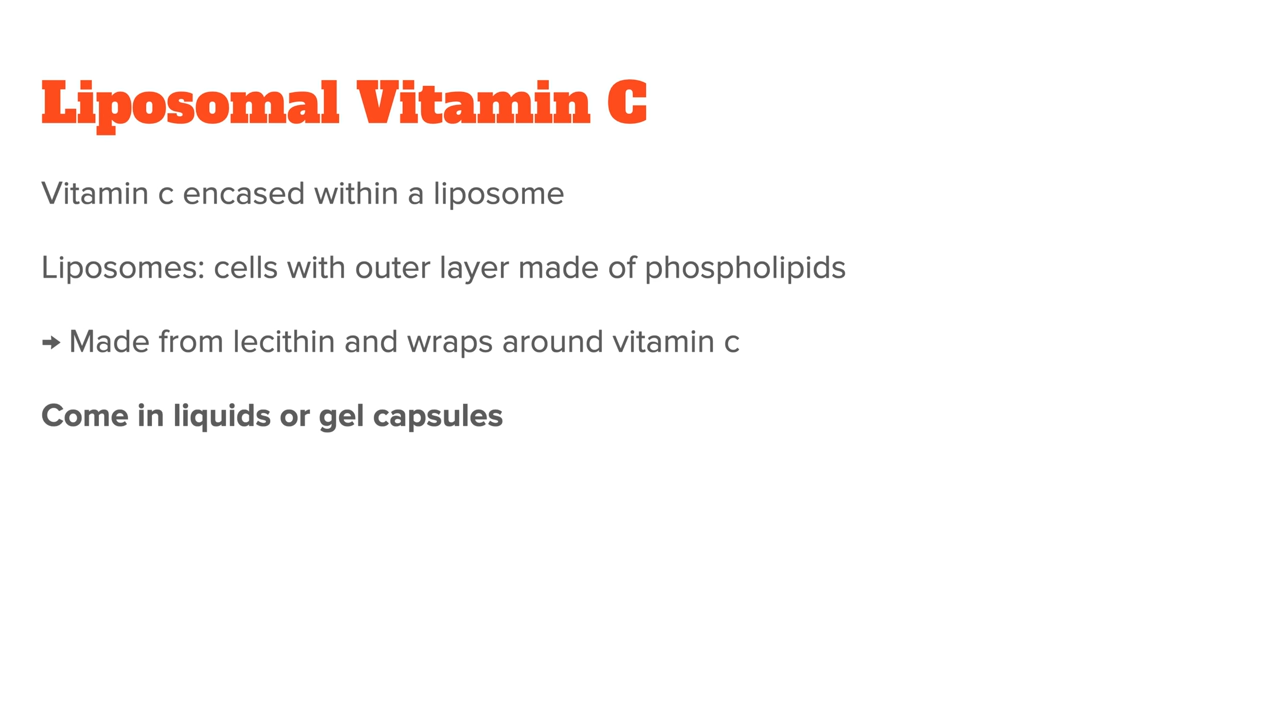 Liposomal Vitamin C
Vitamin c encased within a liposome
Liposomes: cells with outer layer made of phospholipids
→ Made from lecithin and wraps around vitamin c
Come in liquids or gel capsules